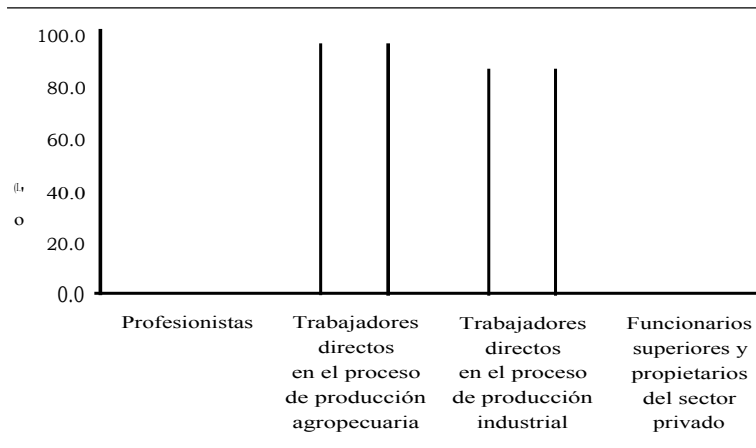 100.0
80.0
60.0
40.0
20.0
0.0
o
Profesionistas
Trabajadores
directos
en el proceso
de producción
agropecuaria
Trabajadores
directos
en el proceso
de producción
industrial
Funcionarios
superiores y
propietarios
del sector
privado